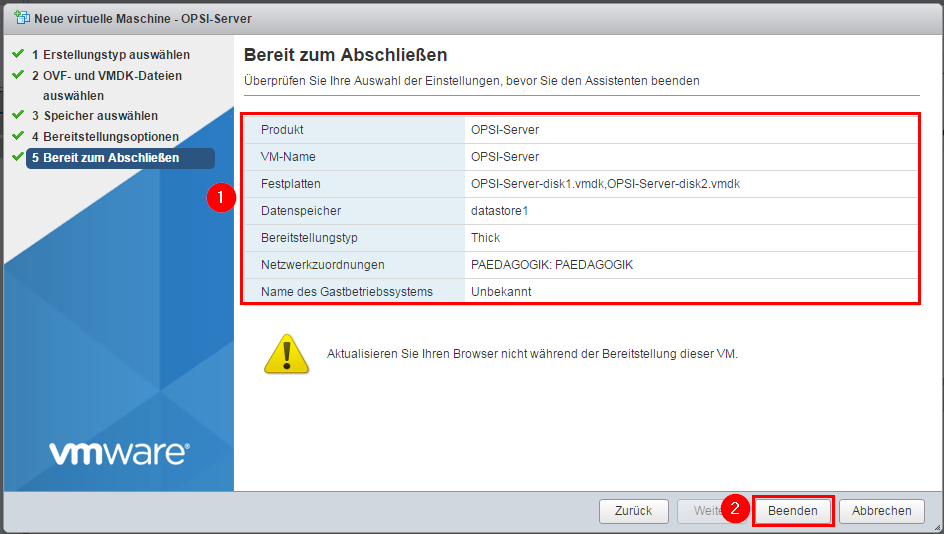 Neue virtuelle Maschine - OPSI-Server
1 Erstellungstyp auswählen
2 OVF- und VMDK-Dateien
auswählen
3 Speicher auswählen
4 Bereitstellungsoptionen
5 Bereit zum Abschließen
Bereit zum Abschließen
Überprüfen Sie Ihre Auswahl der Einstellungen, bevor Sie den Assistenten beenden
Produkt OPSI-Server
VM-Name OPSI-Server
Festplatten OPSI-Server-disk1.vmdk,OPSI-Server-disk2.vmdk
Datenspeicher datastore1
Bereitstellungstyp Thick
Netzwerkzuordnungen PAEDAGOGIK: PAEDAGOGIK
Name des Gastbetriebssystems Unbekannt
1
Aktualisieren Sie Ihren Browser nicht während der Bereitstellung dieser VM.
vmware®
Zurück 2 Beenden Abbrechen